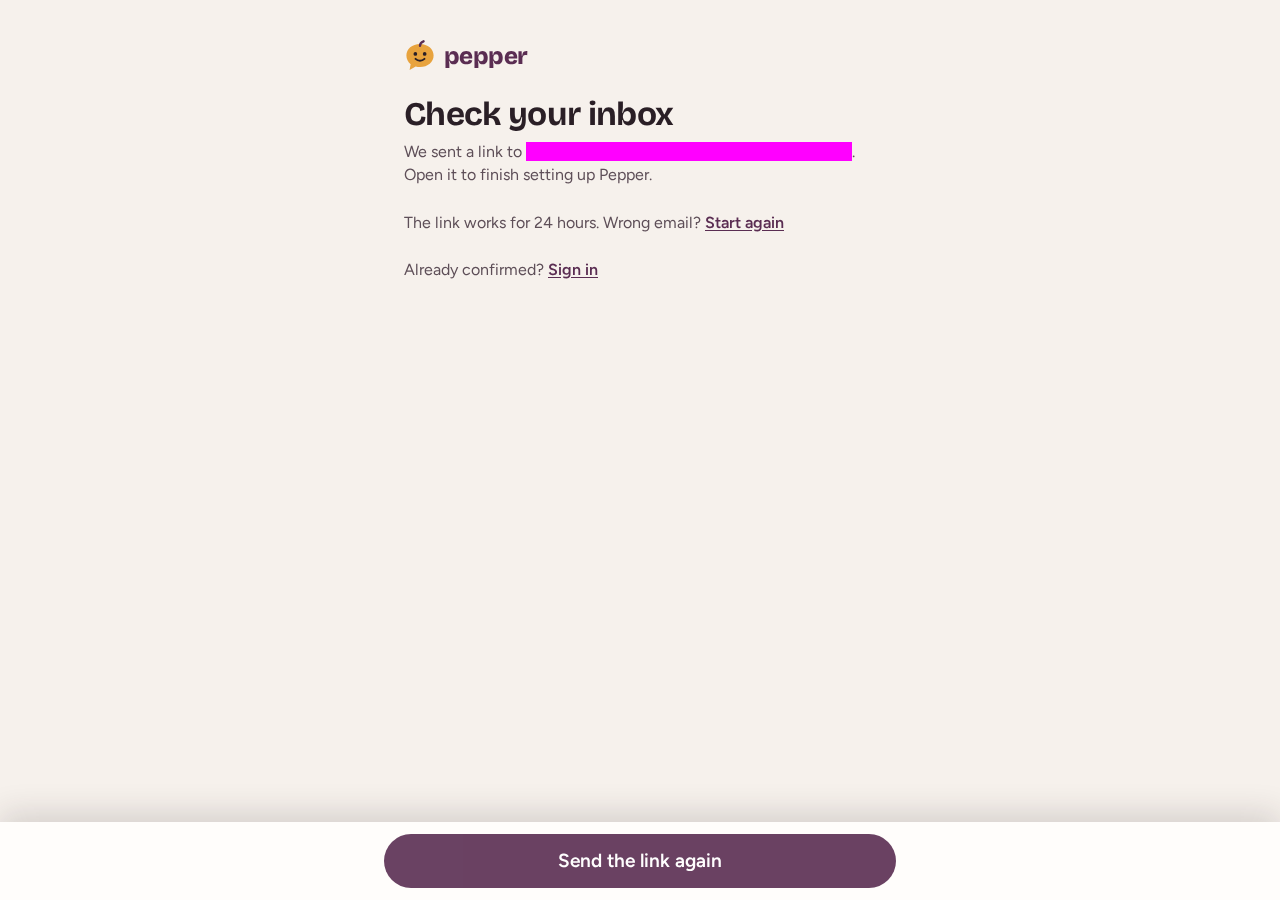 pepper
Check your inbox
We sent a link to .
Open it to finish setting up Pepper.
The link works for 24 hours. Wrong email? Start again
Already confirmed? Sign in
Send the link again